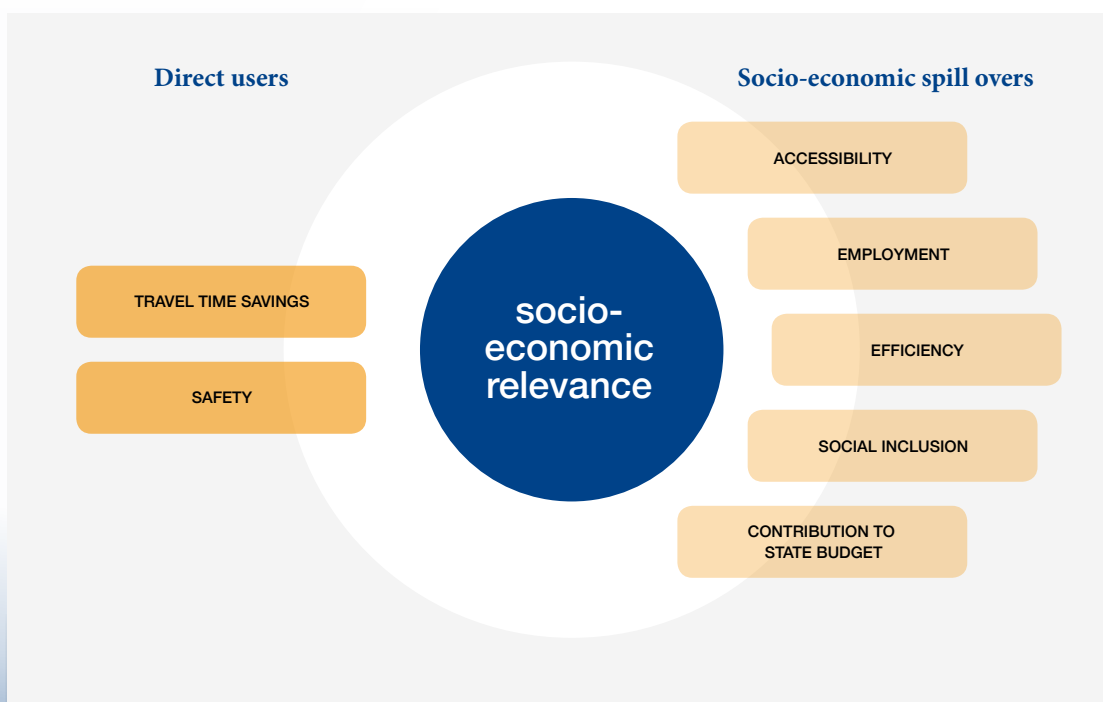 Direct users
Socio-economic spill overs
TRAVEL TIME SAVINGS
SAFETY
socio-
economic
relevance
ACCESSIBILITY
EMPLOYMENT
EFFICIENCY
SOCIAL INCLUSION
CONTRIBUTION TO
STATE BUDGET